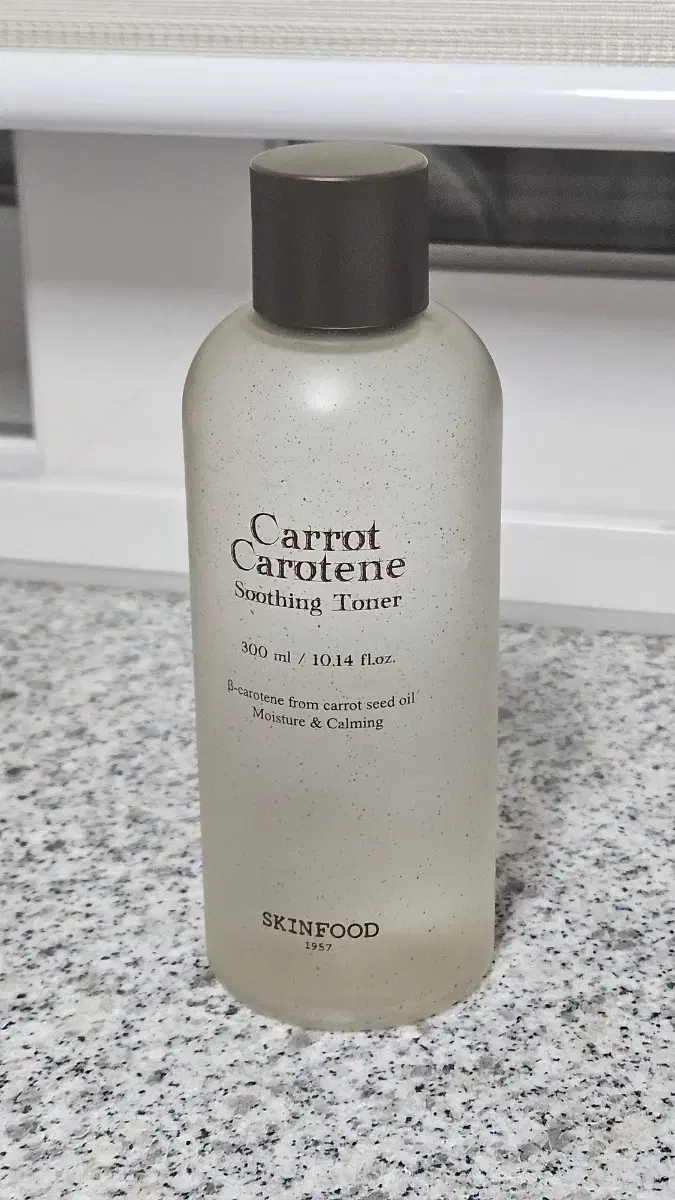 Carrot
Carotene
Soothing Toner
300 ml / 10.14 fl.oz.
β-carotene from carrot seed oil
Moisture & Calming
SKINFOOD
1957